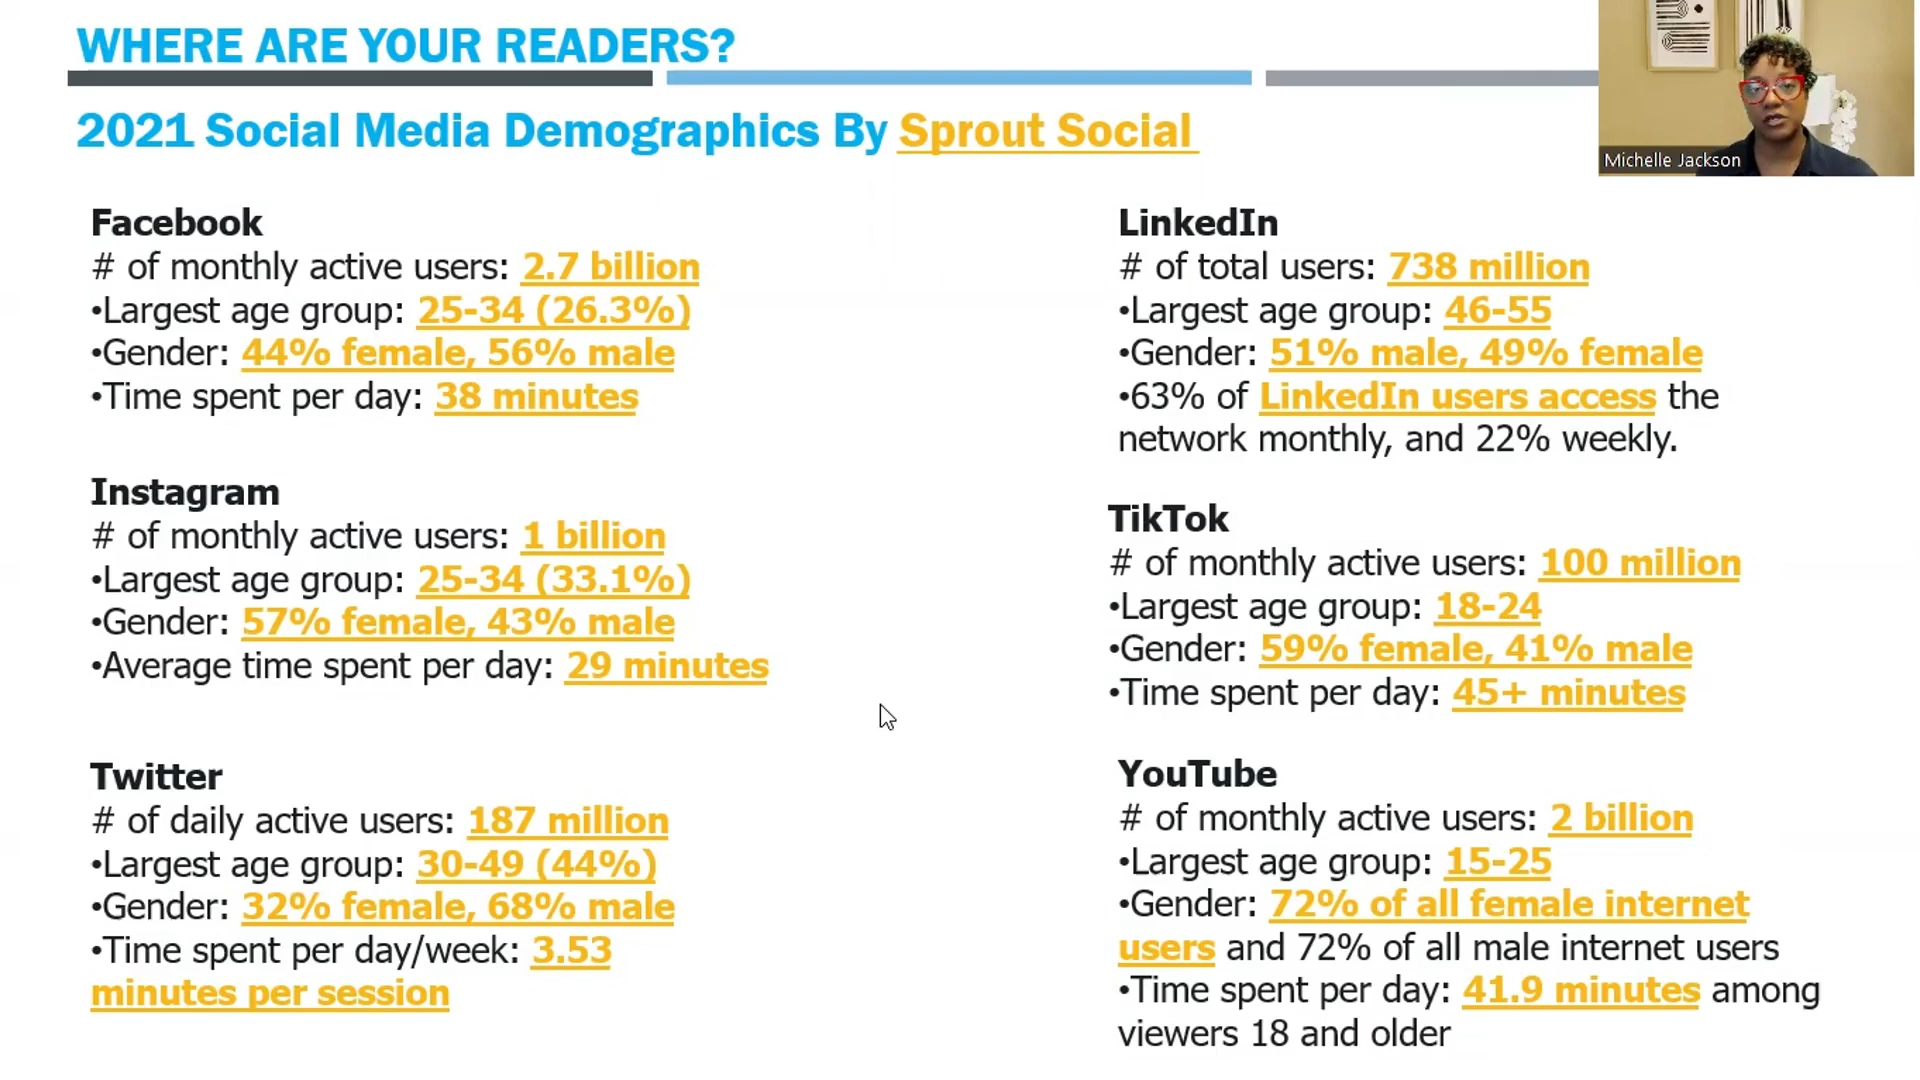 WHERE ARE YOUR READERS?
2021 Social Media Demographics By Sprout Social
Michelle Jackson
Facebook
# of monthly active users: 2.7 billion
•Largest age group: 25-34 (26.3%)
•Gender: 44% female, 56% male
•Time spent per day: 38 minutes
Instagram
# of monthly active users: 1 billion
•Largest age group: 25-34 (33.1%)
•Gender: 57% female, 43% male
•Average time spent per day: 29 minutes
Twitter
# of daily active users: 187 million
•Largest age group: 30-49 (44%)
•Gender: 32% female, 68% male
•Time spent per day/week: 3.53
minutes per session
LinkedIn
# of total users: 738 million
•Largest age group: 46-55
•Gender: 51% male, 49% female
•63% of LinkedIn users access the
network monthly, and 22% weekly.
TikTok
# of monthly active users: 100 million
•Largest age group: 18-24
•Gender: 59% female, 41% male
•Time spent per day: 45+ minutes
YouTube
# of monthly active users: 2 billion
•Largest age group: 15-25
•Gender: 72% of all female internet
users and 72% of all male internet users
•Time spent per day: 41.9 minutes among
viewers 18 and older